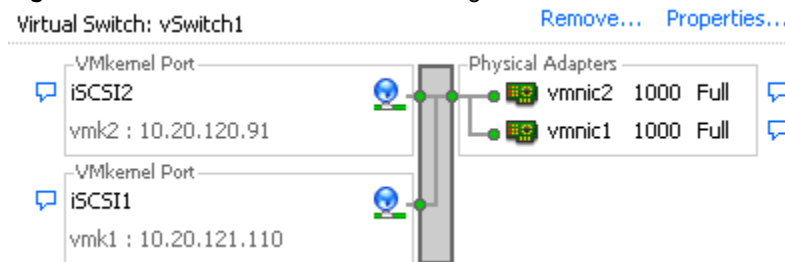 Virtual Switch: vSwitch1 Remove... Properties...
VMkernel Port
iSCSI2
vmk2 : 10.20.120.91
Physical Adapters
vmnic2 1000 Full
vmnic1 1000 Full
VMkernel Port
iSCSI1
vmk1 : 10.20.121.110